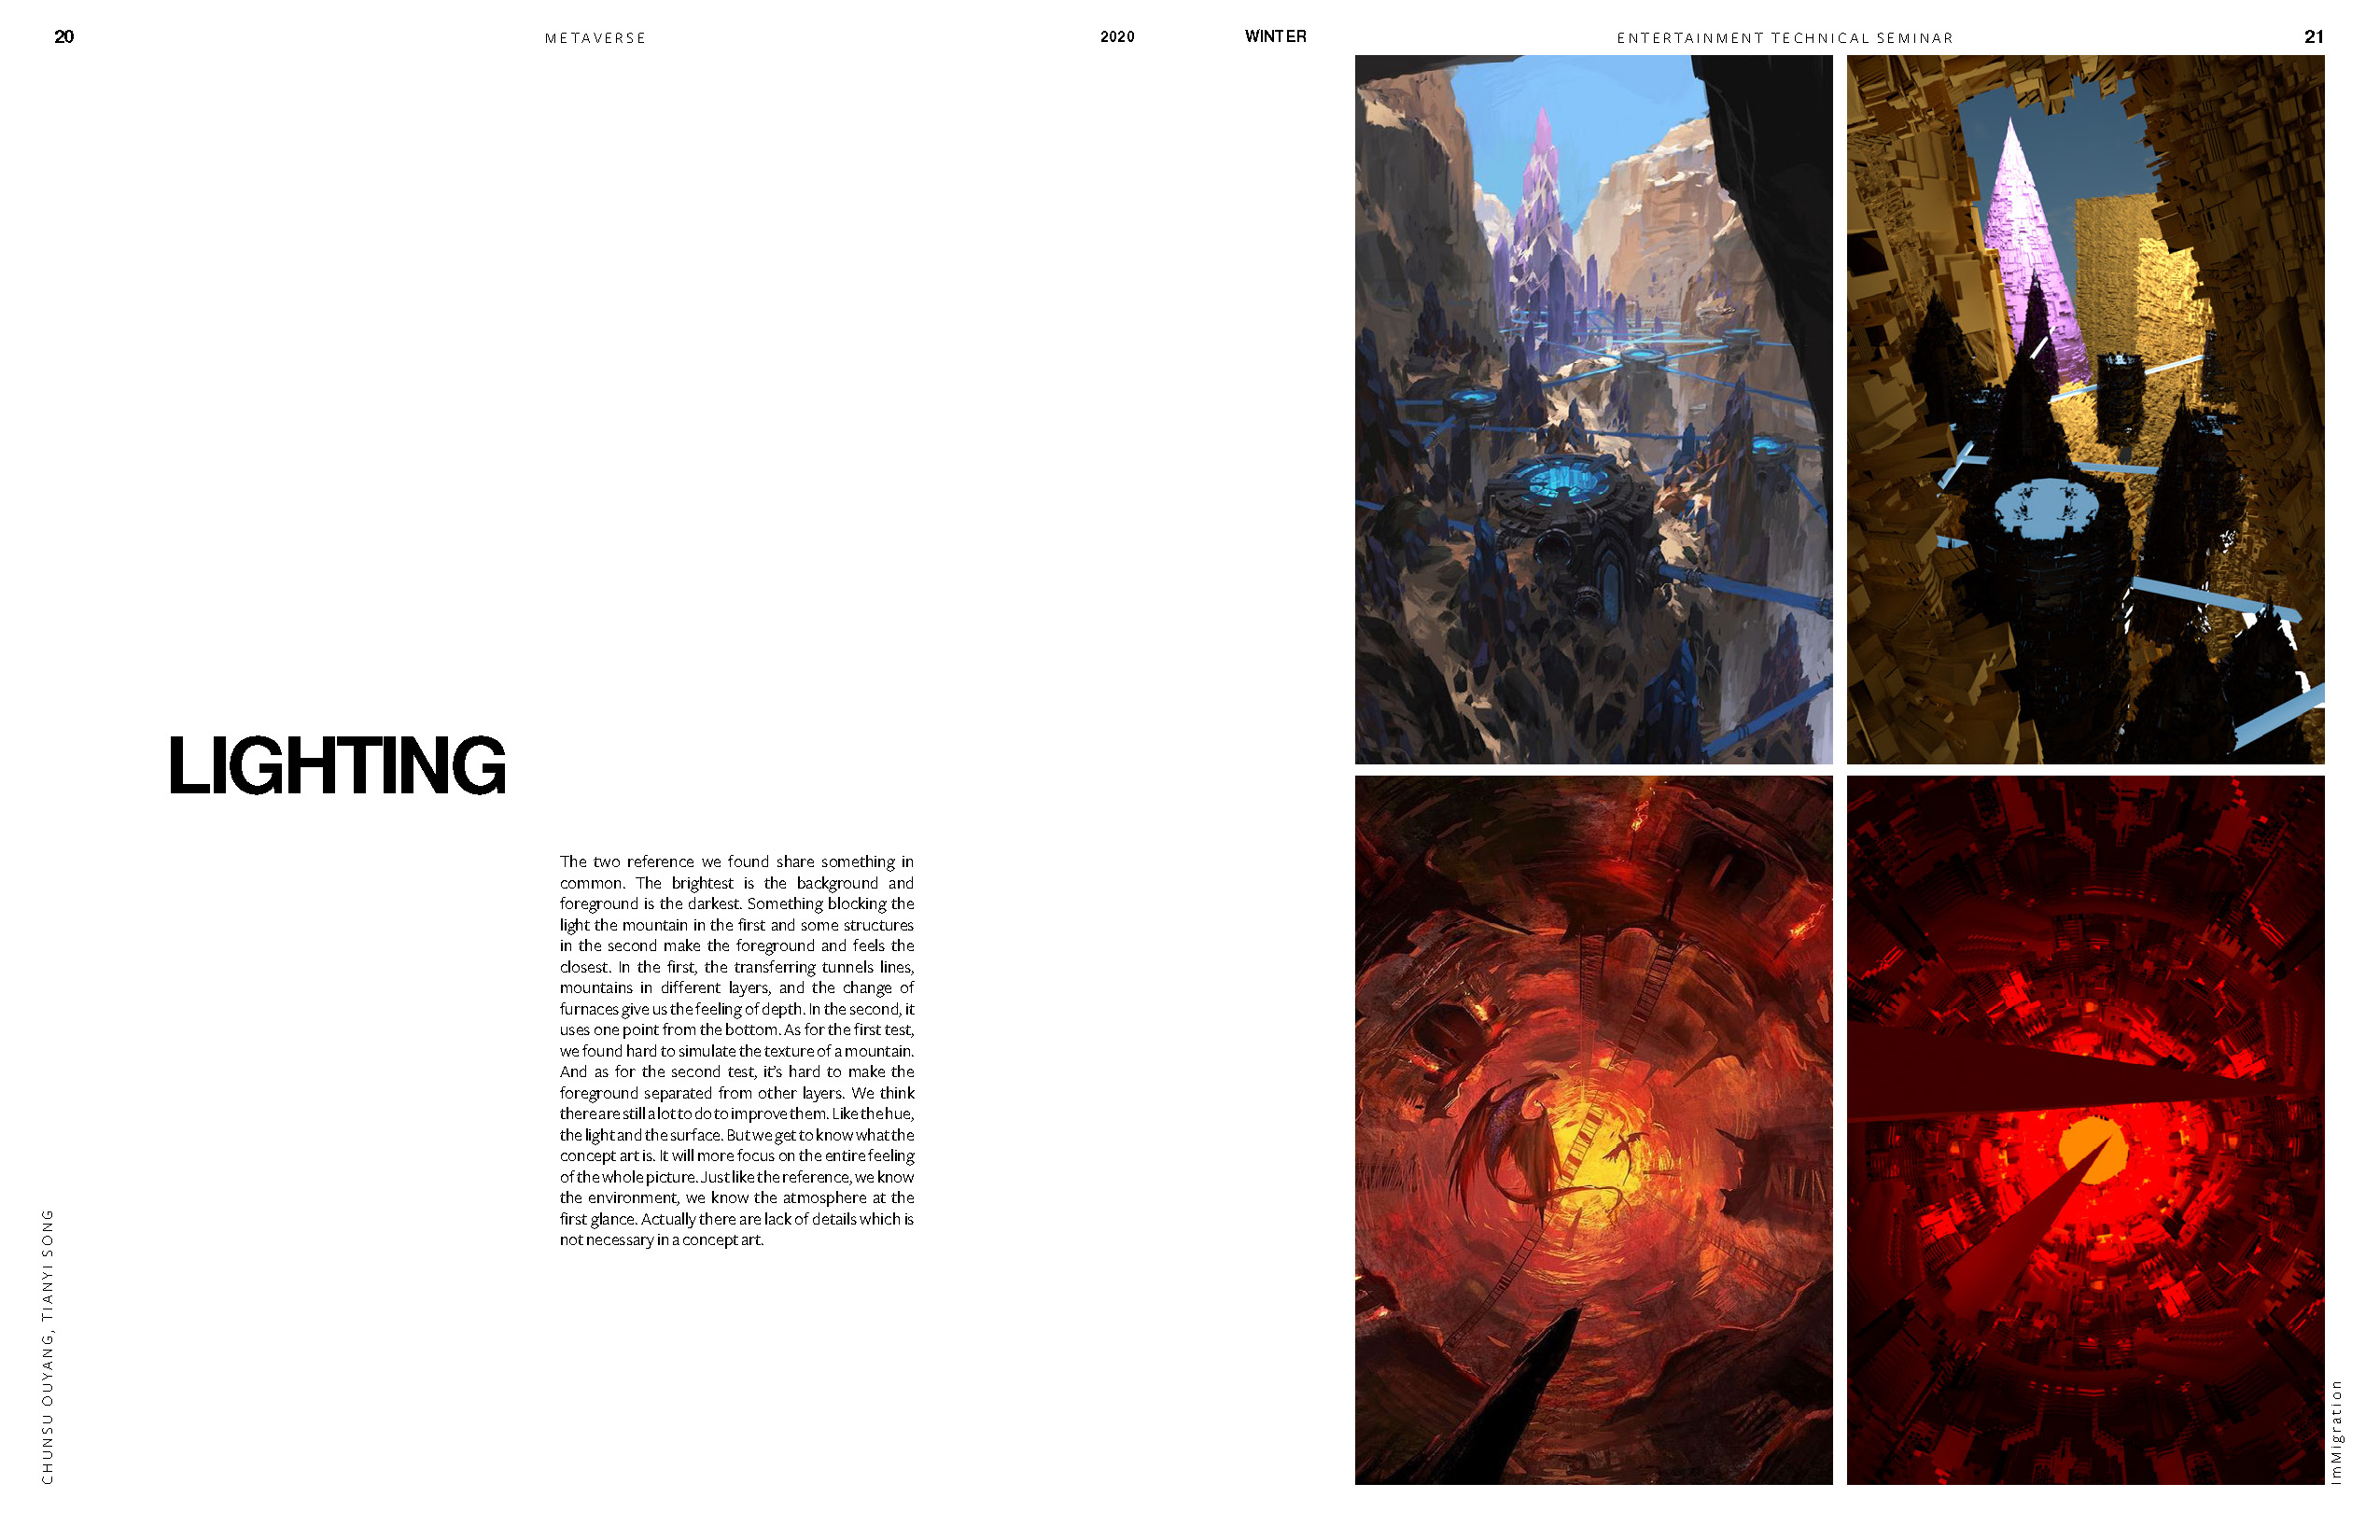 20
METAVERSE
2020
WINTER
ENTERTAINMENT TECHNICAL SEMINAR
21
LIGHTING
The two reference we found share something in
common. The brightest is the background and
foreground is the darkest. Something blocking the
light the mountain in the first and some structures
in the second make the foreground and feels the
closest. In the first, the transferring tunnels lines,
mountains in different layers, and the change of
furnaces give us the feeling of depth. In the second, it
uses one point from the bottom. As for the first test,
we found hard to simulate the texture of a mountain.
And as for the second test, it’s hard to make the
foreground separated from other layers. We think
there are still a lot to do to improve them. Like the hue,
the light and the surface. But we get to know what the
concept art is. It will more focus on the entire feeling
of the whole picture. Just like the reference, we know
the environment, we know the atmosphere at the
first glance. Actually there are lack of details which is
not necessary in a concept art.
CHUNSU OUYANG, TIANYI SONG
ImMigration